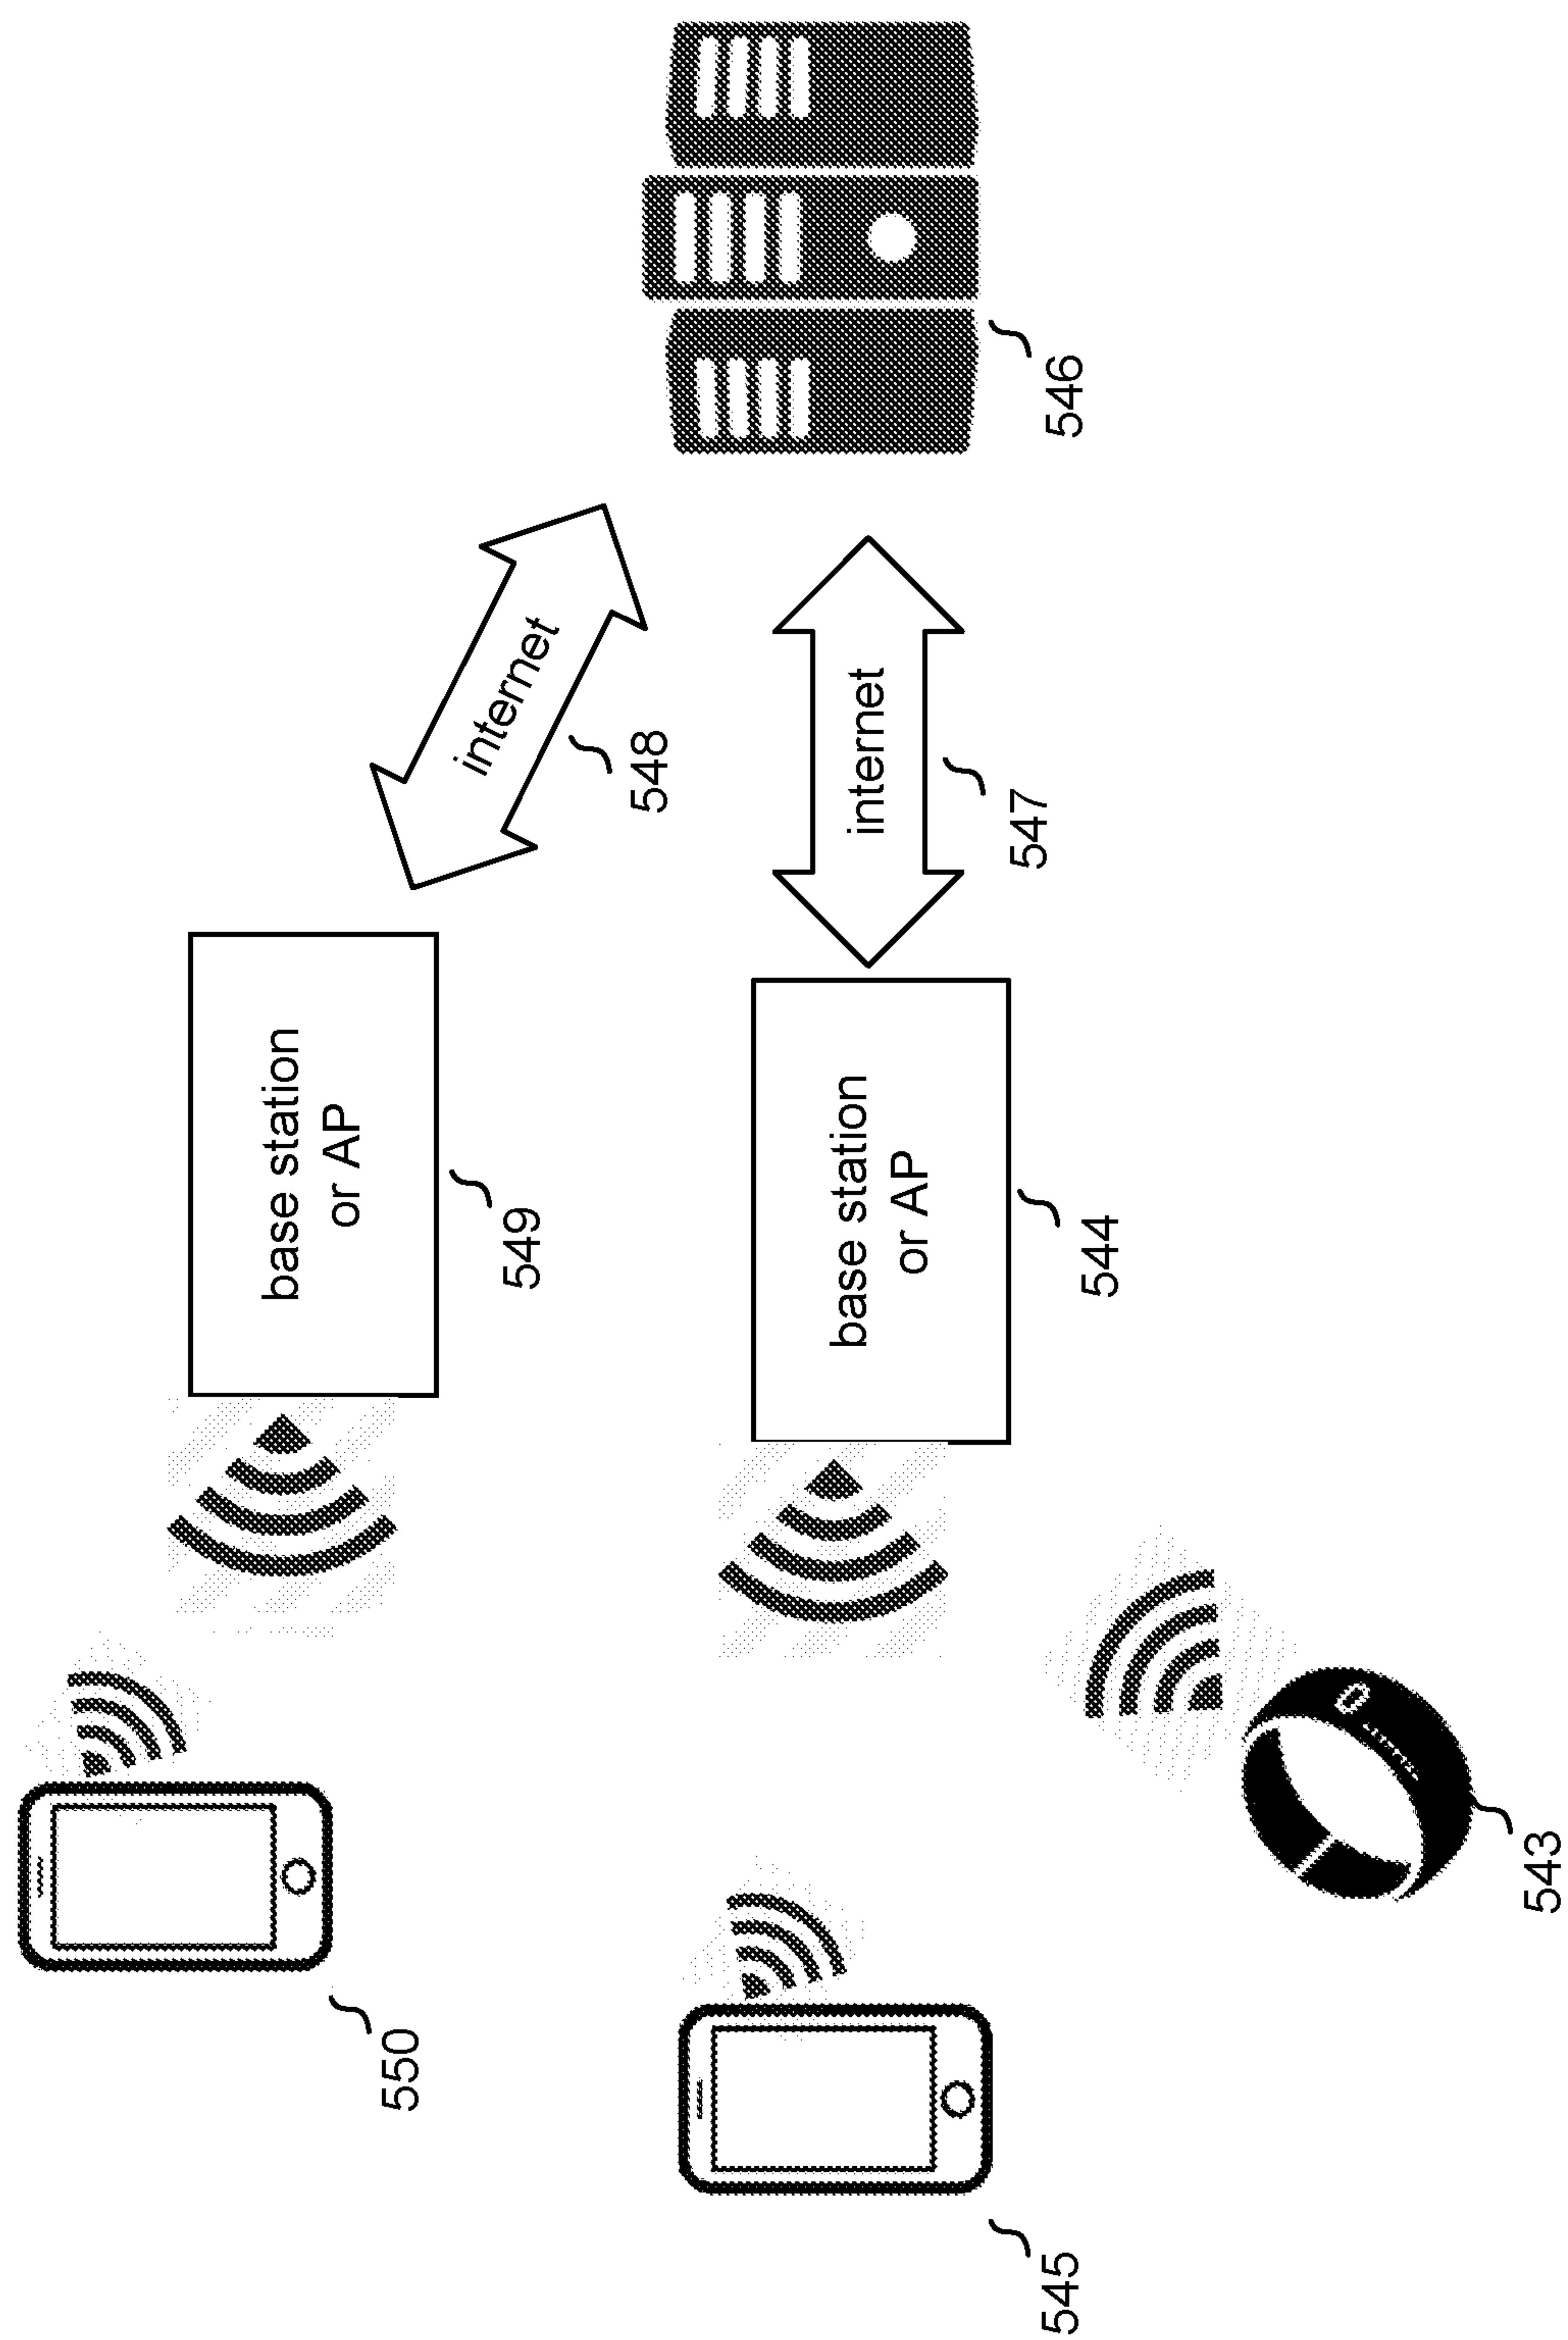 550
base station
or AP
549
internet
548
546
545
base station
or AP
544
internet
547
543